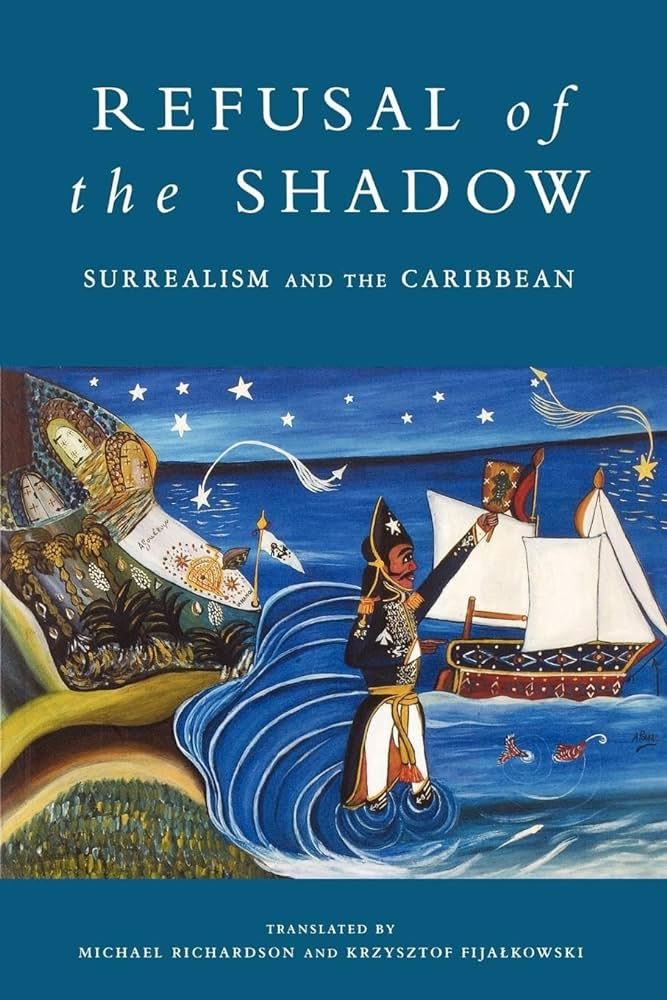 REFUSAL of
the SHADOW
SURREALISM AND THE CARIBBEAN
TRANSLATED BY
MICHAEL RICHARDSON AND KRZYSZTOF FIJAŁKOWSKI